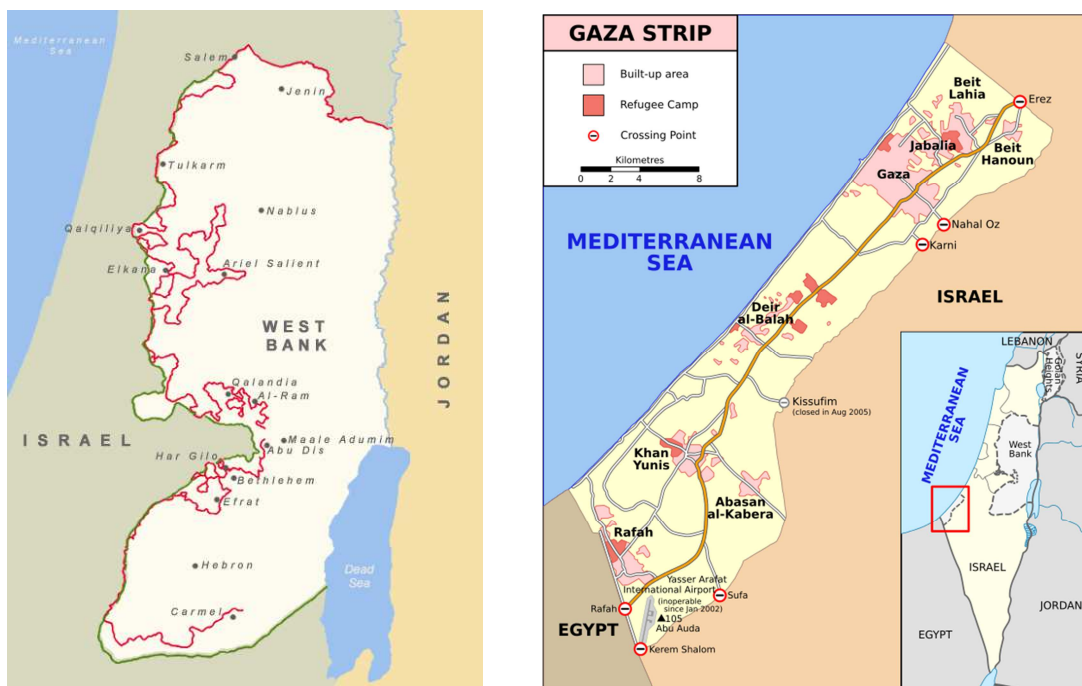 Mediterranean
Sea
Salem
Jenin
Tulkarm
Nablus
Qalqiliya
Elkana
Ariel Salient
WEST
BANK
JORDAN
Qalandia
Al-Ram
ISRAEL
Maale Adumim
Abu Dis
Har Gilo
Bethlehem
Efrat
Hebron
Dead
Sea
Carmel
GAZA STRIP
Built-up area
Refugee Camp
Crossing Point
Kilometres
0 2 4 8
Beit
Lahia
Erez
Jabalia
Beit
Hanoun
Gaza
Nahal Oz
Karni
MEDITERRANEAN
SEA
ISRAEL
Deir
al-Balah
Kissufim
(closed in Aug 2005)
Khan
Yunis
Abasan
al-Kabera
Rafah
Yasser Arafat
International Airport
(inoperable
since Jan 2002)
Sufa
Rafah
105
Abu Auda
EGYPT
Kerem Shalom
LEBANON
Golan
Heights
SYRIA
MEDITERRANEAN
SEA
West
Bank
ISRAEL
JORDAN
EGYPT